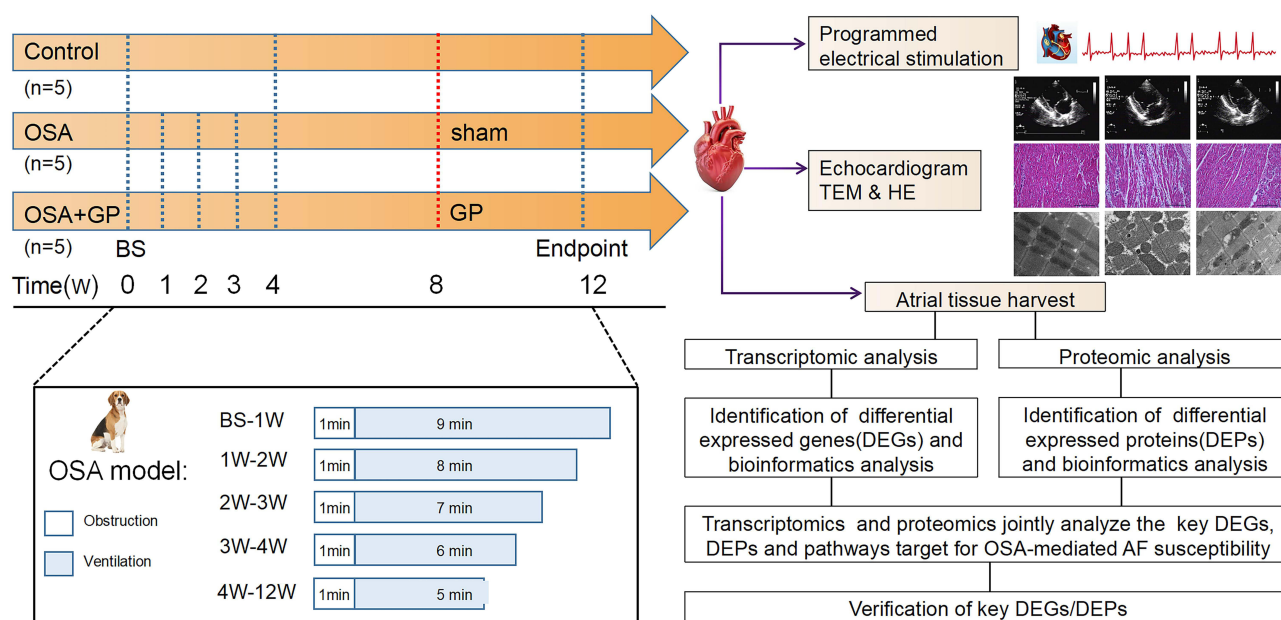 Control
(n=5)
OSA
sham
(n=5)
OSA+GP
GP
(n=5)
BS
Endpoint
Time(W) 0 1 2 3 4 8 12
OSA model:
Obstruction
Ventilation
BS-1W 1min 9 min
1W-2W 1min 8 min
2W-3W 1min 7 min
3W-4W 1min 6 min
4W-12W 1min 5 min
Programmed
electrical stimulation
Echocardiogram
TEM & HE
Atrial tissue harvest
Transcriptomic analysis
Proteomic analysis
Identification of differential
expressed genes(DEGs) and
bioinformatics analysis
Identification of differential
expressed proteins(DEPs)
and bioinformatics analysis
Transcriptomics and proteomics jointly analyze the key DEGs,
DEPs and pathways target for OSA-mediated AF susceptibility
Verification of key DEGs/DEPs